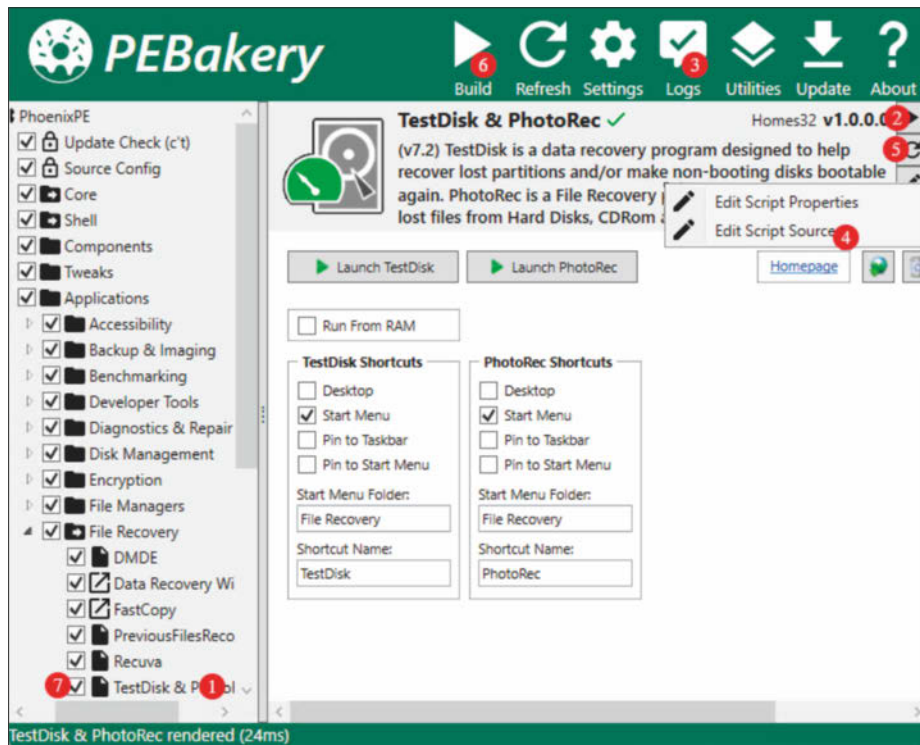 PEBakery
6
3
Build Refresh Settings Logs Utilities Update About
PhoenixPE
Update Check (c't)
Source Config
Core
Shell
Components
Tweaks
Applications
Accessibility
Backup & Imaging
Benchmarking
Developer Tools
Diagnostics & Repair
Disk Management
Encryption
File Managers
File Recovery
DMDE
Data Recovery Wi
FastCopy
PreviousFilesReco
Recuva
7 TestDisk & P 1
TestDisk & PhotoRec Homes32 v1.0.0.0 2
(v7.2) TestDisk is a data recovery program designed to help 5
recover lost partitions and/or make non-booting disks bootable
again. PhotoRec is a File Recovery
lost files from Hard Disks, CDRom
Edit Script Properties
Edit Script Source 4
Launch TestDisk Launch PhotoRec Homepage
Run From RAM
TestDisk Shortcuts PhotoRec Shortcuts
Desktop Desktop
Start Menu Start Menu
Pin to Taskbar Pin to Taskbar
Pin to Start Menu Pin to Start Menu
Start Menu Folder: Start Menu Folder:
File Recovery File Recovery
Shortcut Name: Shortcut Name:
TestDisk PhotoRec
TestDisk & PhotoRec rendered (24ms)